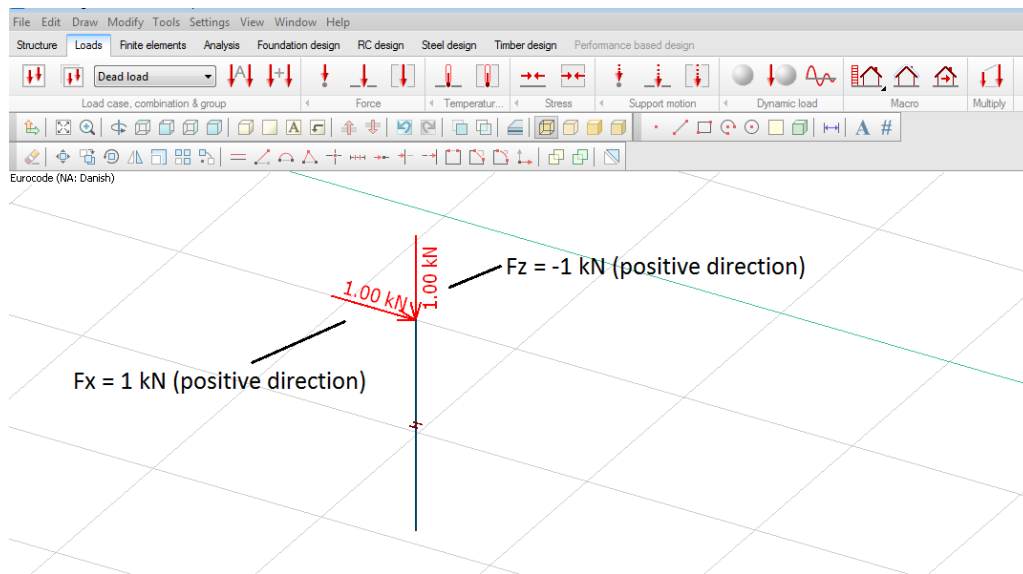 File Edit Draw Modify Tools Settings View Window Help
Structure Loads Finite elements Analysis Foundation design RC design Steel design Timber design Performance based design
Dead load
Load case, combination & group Force Temperatur... Stress Support motion Dynamic load Macro Multiply
A A #
Eurocode (NA: Danish)
Fz = -1 kN (positive direction)
1.00 kN
1.00 kN
Fx = 1 kN (positive direction)